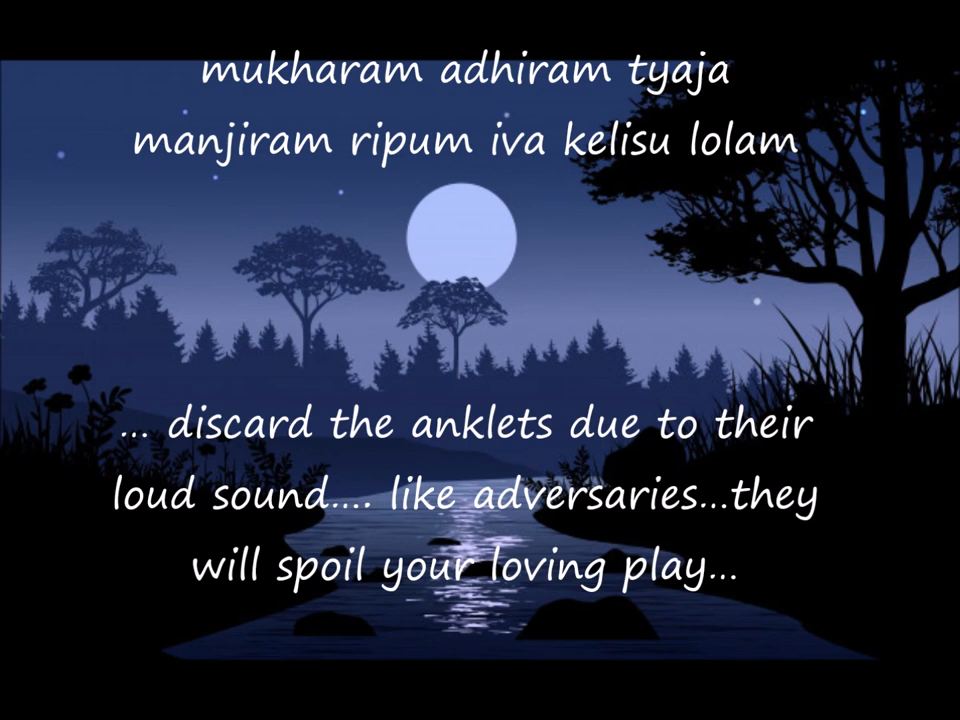 mukharam adhiram tyaja
manjiram ripum iva kelisu lolam
... discard the anklets due to their
loud sound.... like adversaries...they
will spoil your loving play...